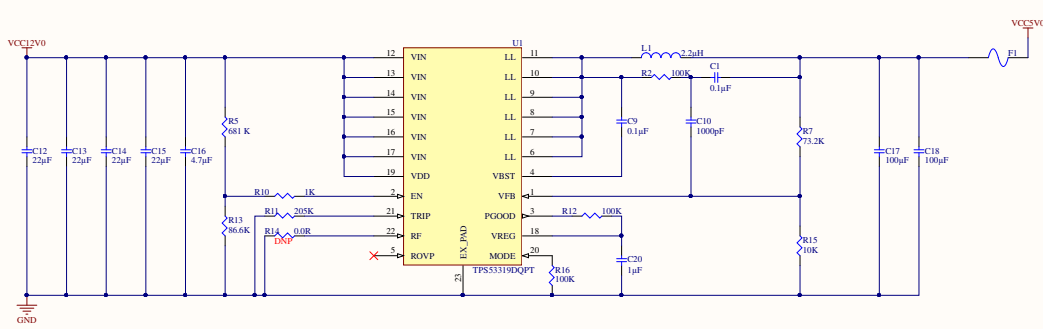 VCC12V0
VCC5V0
U1
12 VIN LL 11
13 VIN LL 10
14 VIN LL 9
15 VIN LL 8
16 VIN LL 7
17 VIN LL 6
19 VDD VBST 4
2 EN VFB 1
21 TRIP PGOOD 3
22 RF VREG 18
5 ROVP MODE 20
EX_PAD
23
TPS53319DQPT
L1 2.2µH
F1
R2 100K
C1
0.1µF
C9
0.1µF
C10
1000pF
R5
681 K
R7
73.2K
C12
22µF
C13
22µF
C14
22µF
C15
22µF
C16
4.7µF
C17
100µF
C18
100µF
R10 1K
R11 205K
R14 0.0R
DNP
R12 100K
R13
86.6K
R15
10K
C20
1µF
R16
100K
GND